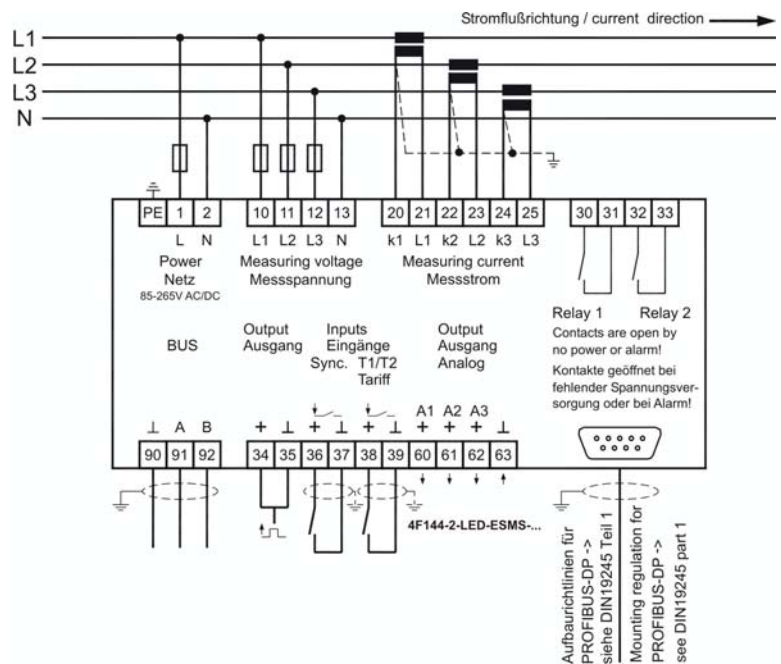 Stromflußrichtung / current direction
L1
L2
L3
N
PE 1 2 10 11 12 13 20 21 22 23 24 25 30 31 32 33
L N L1 L2 L3 N k1 L1 k2 L2 k3 L3
Power
Netz
85-265V AC/DC
Measuring voltage
Messspannung
Measuring current
Messstrom
Relay 1 Relay 2
Contacts are open by
no power or alarm!
Kontakte geöffnet bei
fehlender Spannungsver-
sorgung oder bei Alarm!
BUS
Output
Ausgang
Inputs
Eingänge
Sync. T1/T2
Tariff
Output
Ausgang
Analog
A B
A1 A2 A3
+ + + + + +
90 91 92 34 35 36 37 38 39 60 61 62 63
4F144-2-LED-ESMS-...
Aufbaurichtlinien für
PROFIBUS-DP ->
siehe DIN19245 Teil 1
Mounting regulation for
PROFIBUS-DP ->
see DIN19245 part 1